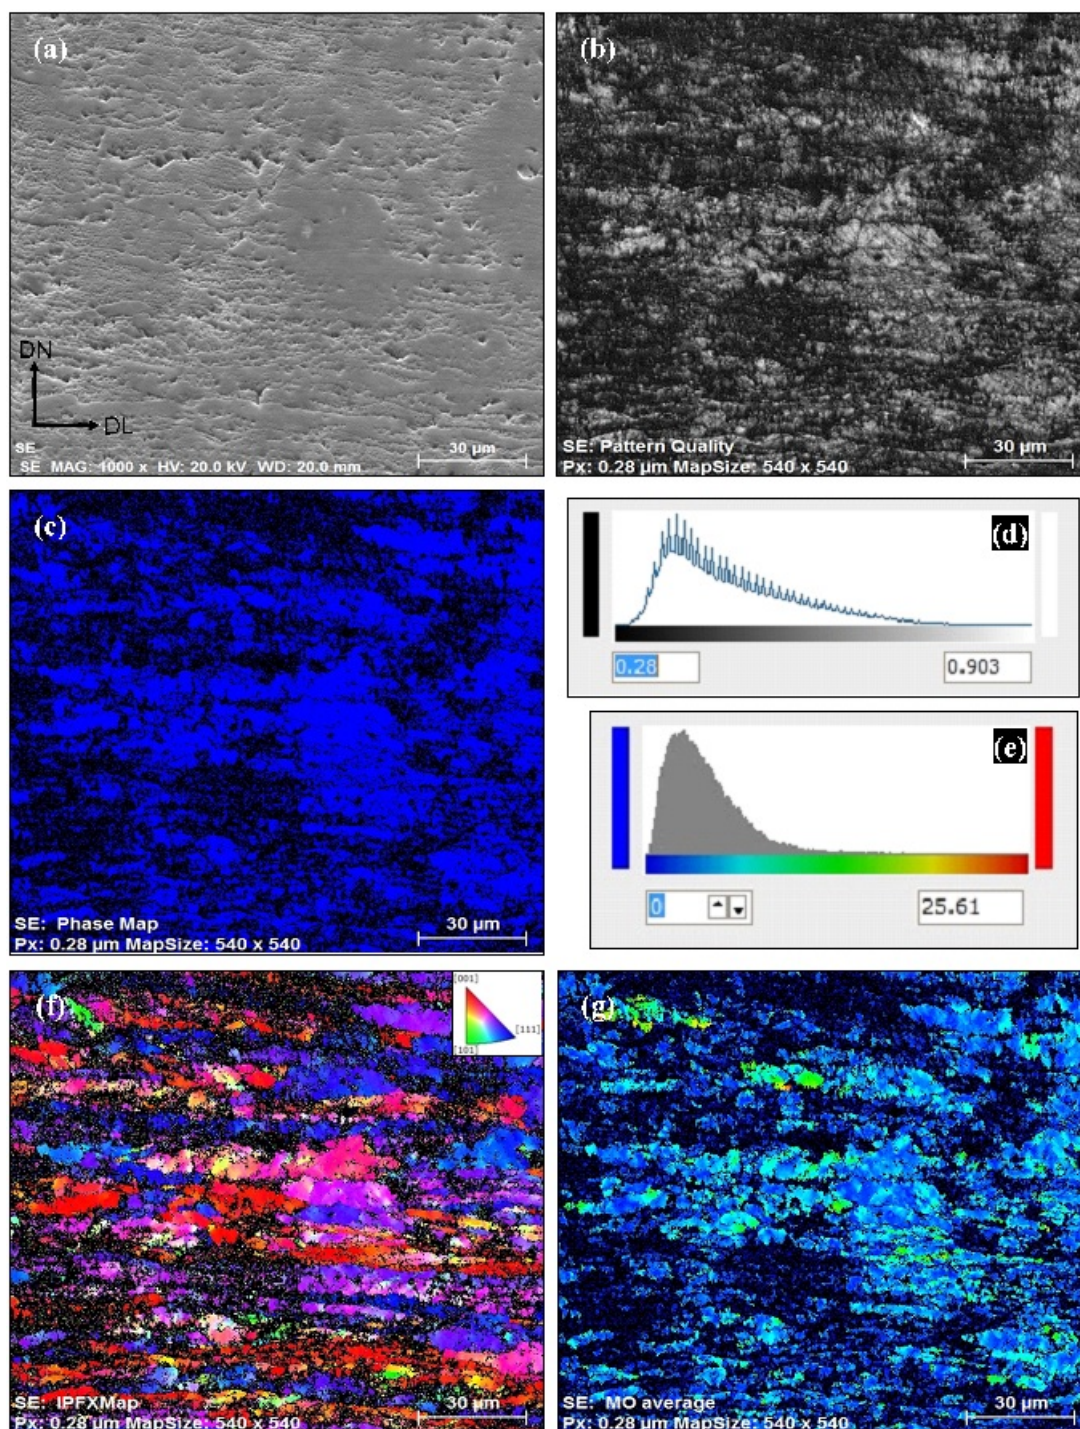 (a)
DN
DL
SE
30 µm
SE MAG: 1000 x HV: 20.0 kV WD: 20.0 mm
(b)
SE: Pattern Quality
Px: 0.28 µm MapSize: 540 x 540
30 µm
(c)
SE: Phase Map
Px: 0.28 µm MapSize: 540 x 540
30 µm
(d)
0.28
0.903
(e)
0
25.61
(f)
[001]
[111]
[101]
SE: IPFXMap
Px: 0.28 µm MapSize: 540 x 540
30 µm
(g)
SE: MO average
Px: 0.28 µm MapSize: 540 x 540
30 µm